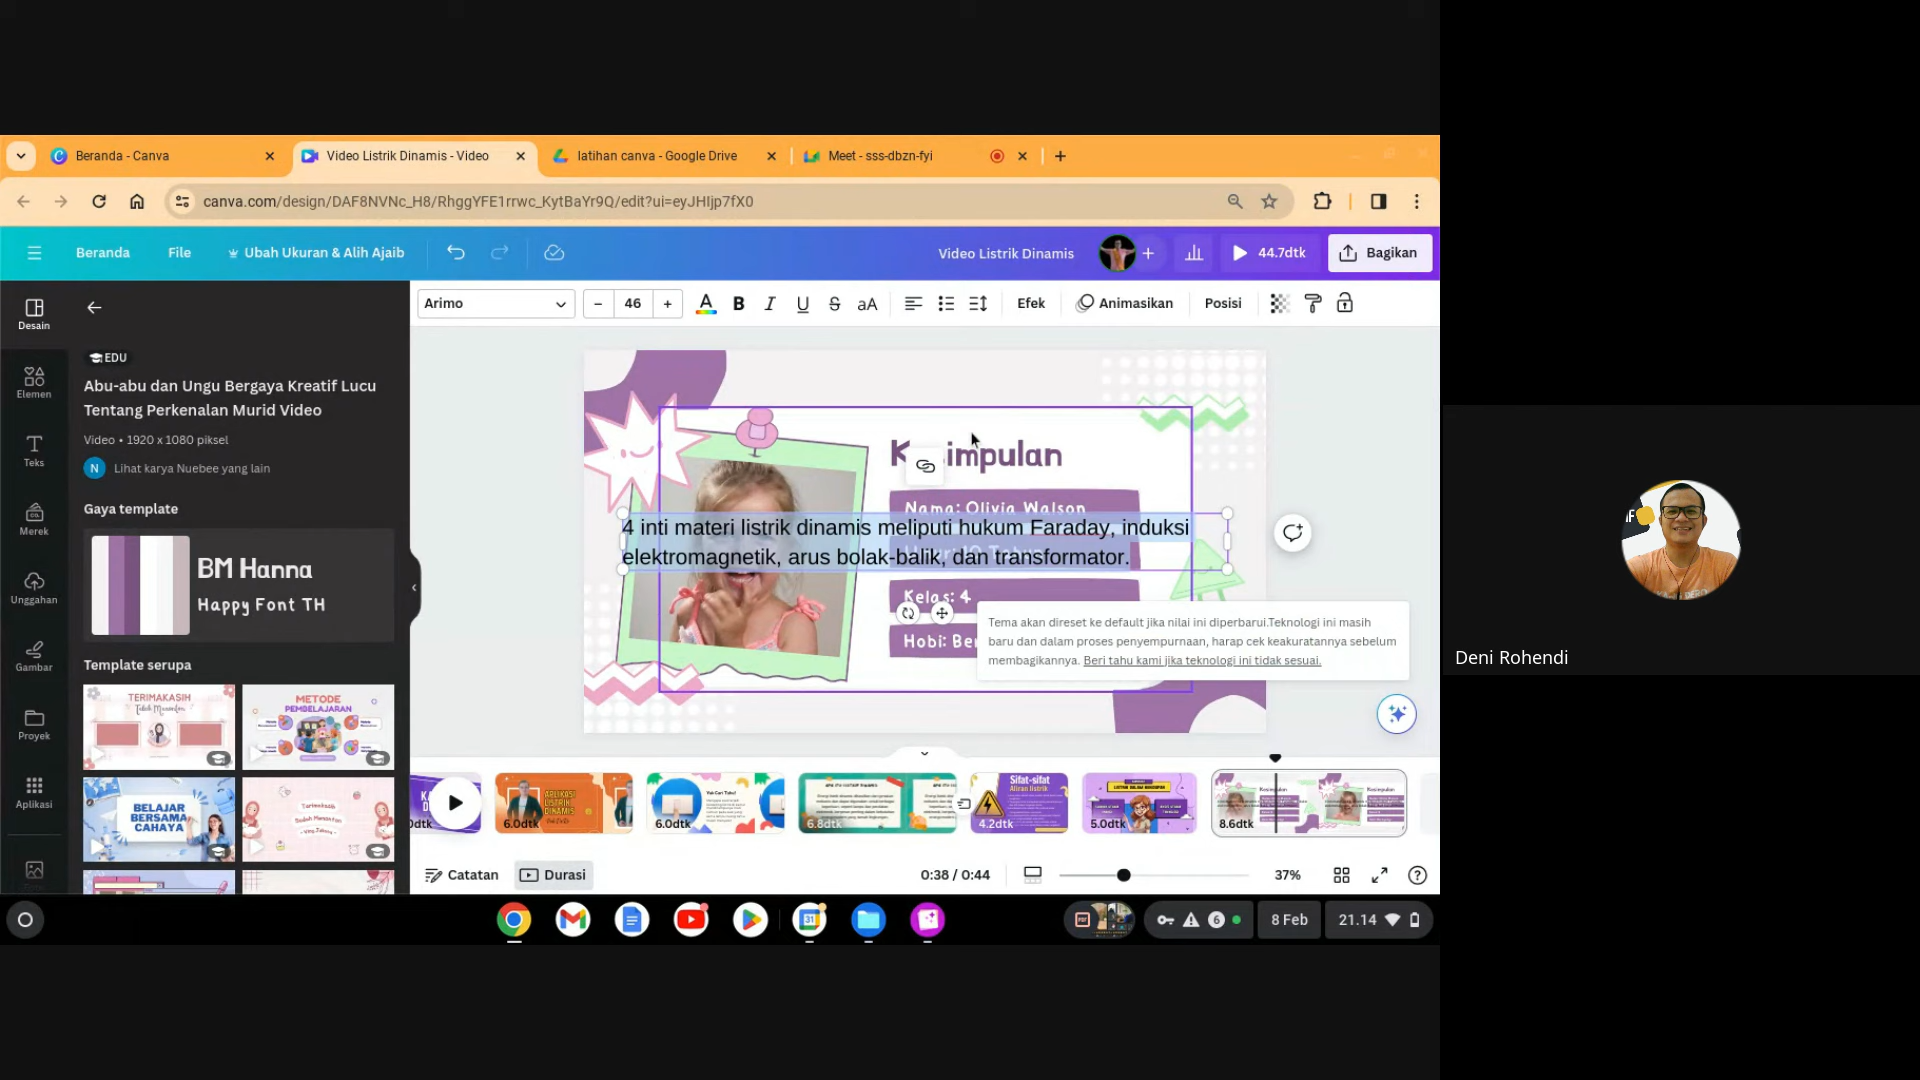 Beranda - Canva
Video Listrik Dinamis - Video
latihan canva - Google Drive
Meet - sss-dbzn-fyi
canva.com/design/DAF8NVNc_H8/RhggYFE1rrwc_KytBaYr9Q/edit?ui=eyJHIjp7fX0
Beranda
File
Ubah Ukuran & Alih Ajaib
Video Listrik Dinamis
44.7dtk
Bagikan
Arimo
46
B I U S aA
Efek
Animasikan
Posisi
Desain
Elemen
Teks
Merek
Unggahan
Gambar
Proyek
Aplikasi
EDU
Abu-abu dan Ungu Bergaya Kreatif Lucu
Tentang Perkenalan Murid Video
Video • 1920 x 1080 piksel
N Lihat karya Nuebee yang lain
Gaya template
BM Hanna
Happy Font TH
Template serupa
TERIMAKASIH
METODE
PEMBELAJARAN
BELAJAR
BERSAMA
CAHAYA
Terimakasih
Nama: Olivia Walson
4 inti materi listrik dinamis meliputi hukum Faraday, induksi
elektromagnetik, arus bolak-balik, dan transformator.
Kelas: 4
Hobi:
Tema akan direset ke default jika nilai ini diperbarui.Teknologi ini masih
baru dan dalam proses penyempurnaan, harap cek keakuratannya sebelum
membagikannya. Beri tahu kami jika teknologi ini tidak sesuai.
6.0dtk
APLIKASI
LISTRIK
DINAMIS
6.0dtk
6.8dtk
Sifat-sifat
Aliran listrik
4.2dtk
5.0dtk
8.6dtk
Catatan
Durasi
0:38 / 0:44
37%
6
8 Feb
21.14
Deni Rohendi